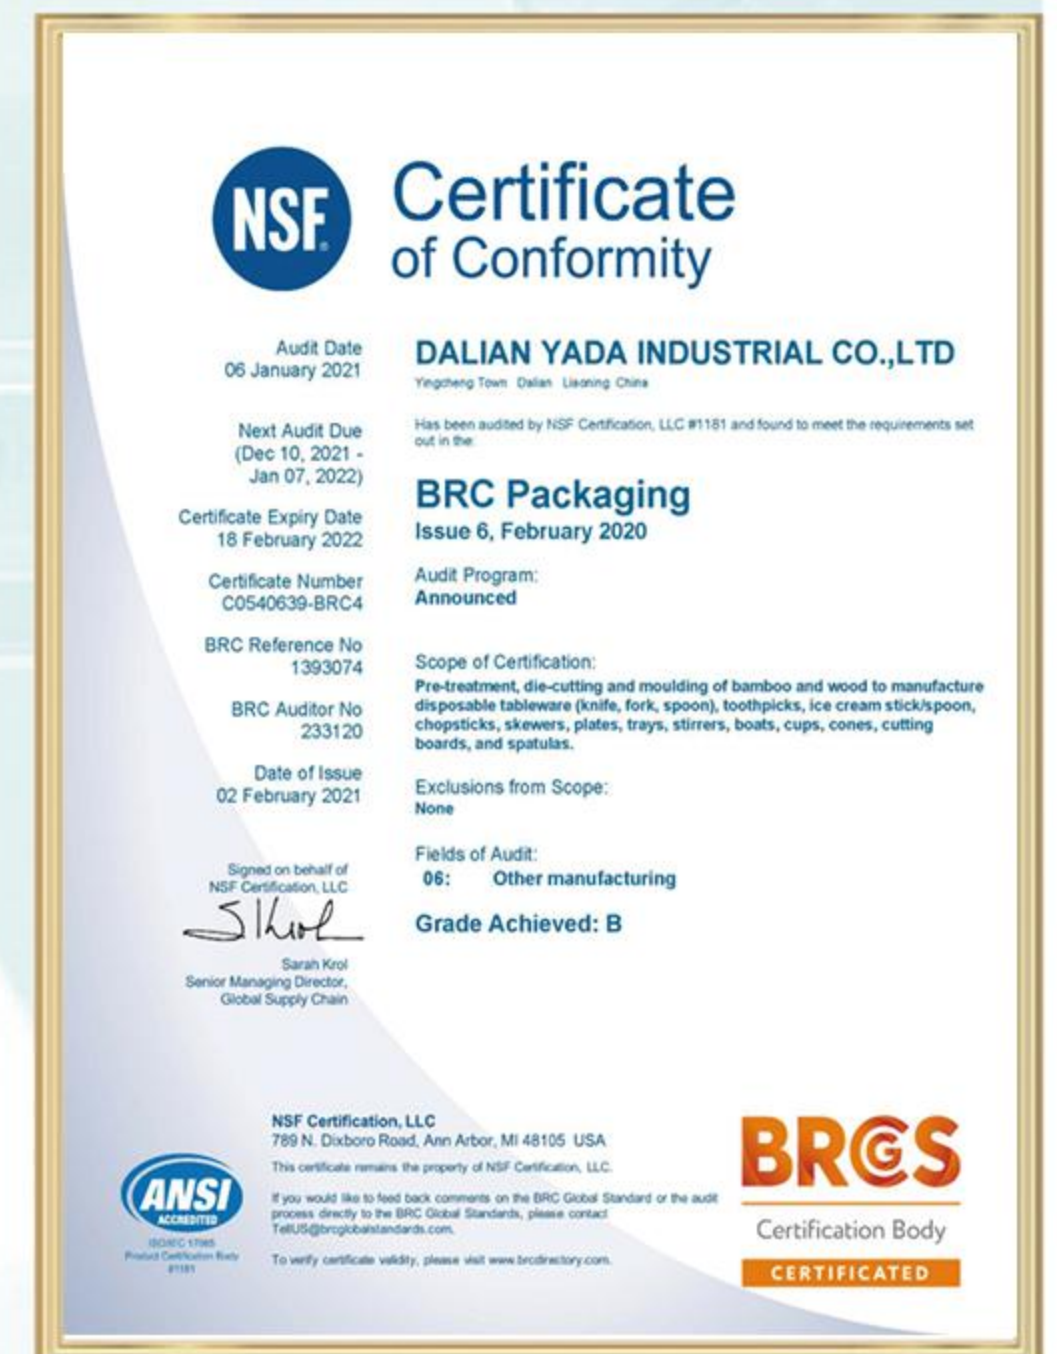 NSF
Certificate
of Conformity
Audit Date
06 January 2021
Next Audit Due
(Dec 10, 2021 -
Jan 07, 2022)
Certificate Expiry Date
18 February 2022
Certificate Number
C0540639-BRC4
BRC Reference No
1393074
BRC Auditor No
233120
Date of Issue
02 February 2021
Signed on behalf of
NSF Certification, LLC
SKrol
Sarah Krol
Senior Managing Director,
Global Supply Chain
DALIAN YADA INDUSTRIAL CO.,LTD
Yingcheng Town Dalian Liaoning China
Has been audited by NSF Certification, LLC #1181 and found to meet the requirements set
out in the:
BRC Packaging
Issue 6, February 2020
Audit Program:
Announced
Scope of Certification:
Pre-treatment, die-cutting and moulding of bamboo and wood to manufacture
disposable tableware (knife, fork, spoon), toothpicks, ice cream stick/spoon,
chopsticks, skewers, plates, trays, stirrers, boats, cups, cones, cutting
boards, and spatulas.
Exclusions from Scope:
None
Fields of Audit:
06: Other manufacturing
Grade Achieved: B
ANSI
ACCREDITED
ISO/IEC 17065
Product Certification Body
#1181
NSF Certification, LLC
789 N. Dixboro Road, Ann Arbor, MI 48105 USA
This certificate remains the property of NSF Certification, LLC.
If you would like to feed back comments on the BRC Global Standard or the audit
process directly to the BRC Global Standards, please contact
TellUS@brcglobalstandards.com.
To verify certificate validity, please visit www.brcdirectory.com.
BRCGS
Certification Body
CERTIFICATED